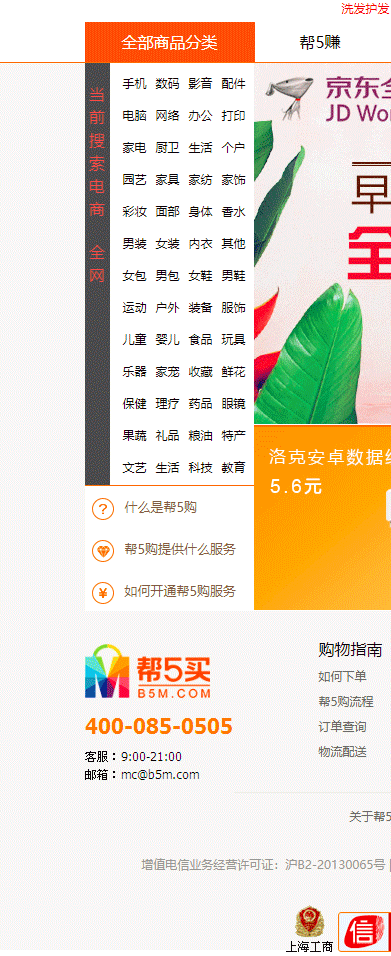 洗发护发
全部商品分类 帮5赚
当前搜索电商 全网
手机 数码 影音 配件
电脑 网络 办公 打印
家电 厨卫 生活 个户
园艺 家具 家纺 家饰
彩妆 面部 身体 香水
男装 女装 内衣 其他
女包 男包 女鞋 男鞋
运动 户外 装备 服饰
儿童 婴儿 食品 玩具
乐器 家宠 收藏 鲜花
保健 理疗 药品 眼镜
果蔬 礼品 粮油 特产
文艺 生活 科技 教育
京东全
JD Wor
早
全
洛克安卓数据线
5.6元
什么是帮5购
帮5购提供什么服务
如何开通帮5购服务
帮5买
B5M.COM
400-085-0505
客服：9:00-21:00
邮箱：mc@b5m.com
购物指南
如何下单
帮5购流程
订单查询
物流配送
关于帮5
增值电信业务经营许可证：沪B2-20130065号 |
上海工商
信